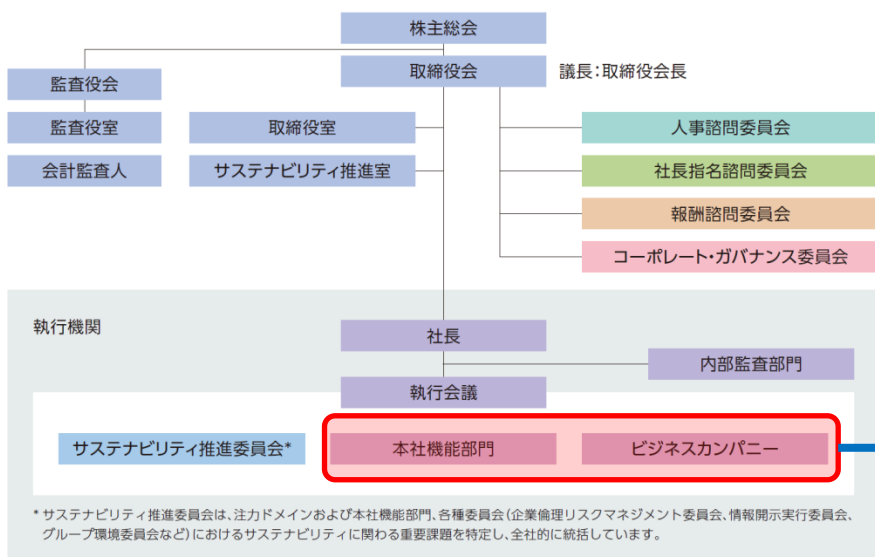 株主総会
取締役会
議長：取締役会長
監査役会
監査役室
取締役室
人事諮問委員会
会計監査人
サステナビリティ推進室
社長指名諮問委員会
報酬諮問委員会
コーポレート・ガバナンス委員会
執行機関
社長
内部監査部門
執行会議
サステナビリティ推進委員会*
本社機能部門
ビジネスカンパニー
* サステナビリティ推進委員会は、注力ドメインおよび本社機能部門、各種委員会（企業倫理リスクマネジメント委員会、情報開示実行委員会、
グループ環境委員会など）におけるサステナビリティに関わる重要課題を特定し、全社的に統括しています。